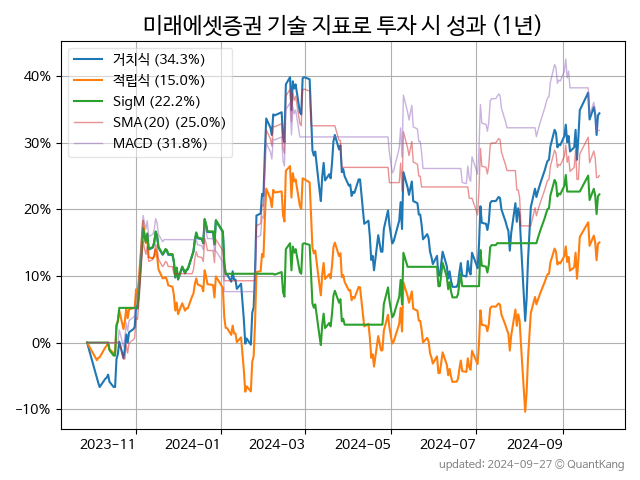 미래에셋증권 기술 지표로 투자 시 성과 (1년)
거치식 (34.3%)
적립식 (15.0%)
SigM (22.2%)
SMA(20) (25.0%)
MACD (31.8%)
40%
30%
20%
10%
0%
−10%
2023−11
2024−01
2024−03
2024−05
2024−07
2024−09
updated: 2024-09-27 © QuantKang